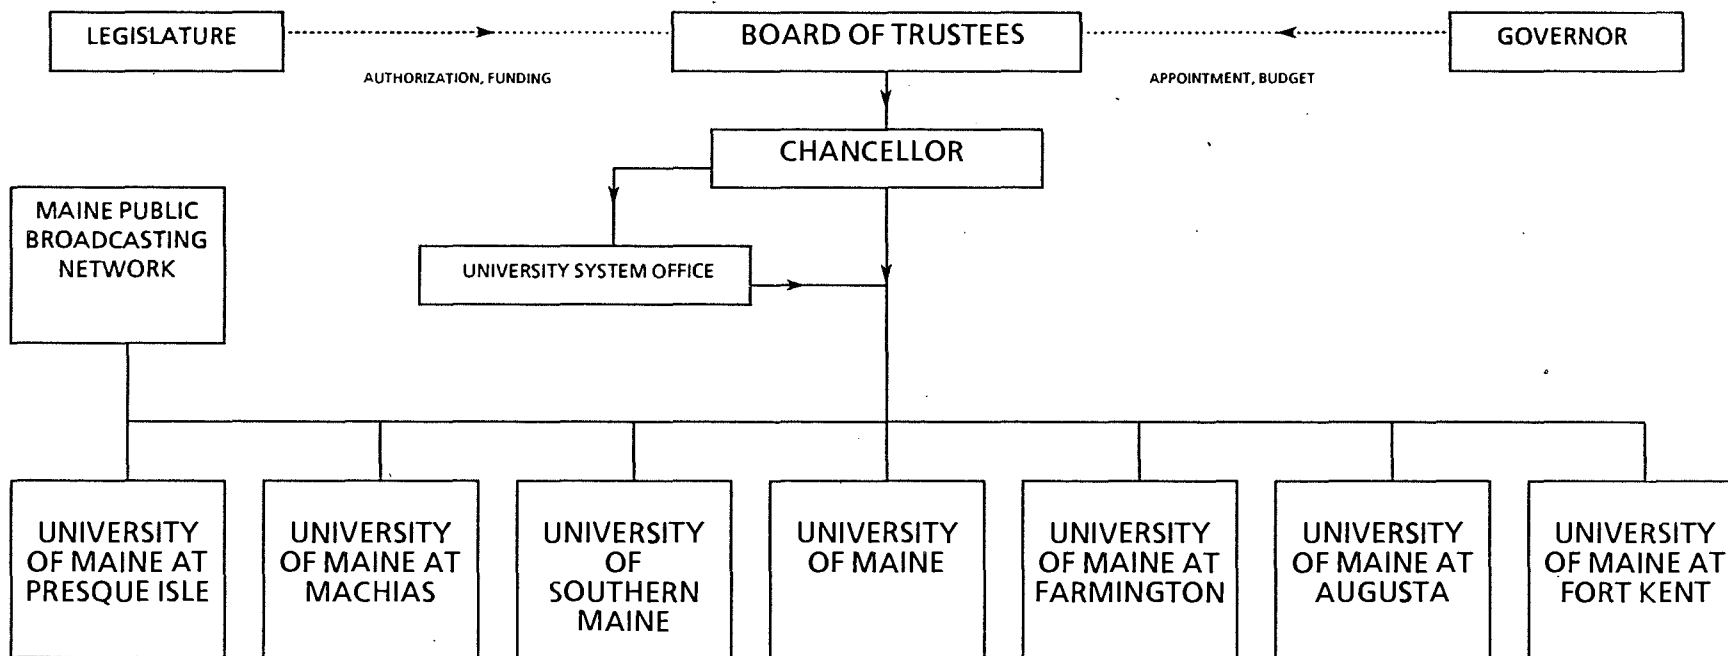 LEGISLATURE
BOARD OF TRUSTEES
GOVERNOR
AUTHORIZATION, FUNDING
APPOINTMENT, BUDGET
CHANCELLOR
MAINE PUBLIC
BROADCASTING
NETWORK
UNIVERSITY SYSTEM OFFICE
UNIVERSITY
OF MAINE AT
PRESQUE ISLE
UNIVERSITY
OF MAINE AT
MACHIAS
UNIVERSITY
OF
SOUTHERN
MAINE
UNIVERSITY
OF MAINE
UNIVERSITY
OF MAINE AT
FARMINGTON
UNIVERSITY
OF MAINE AT
AUGUSTA
UNIVERSITY
OF MAINE AT
FORT KENT